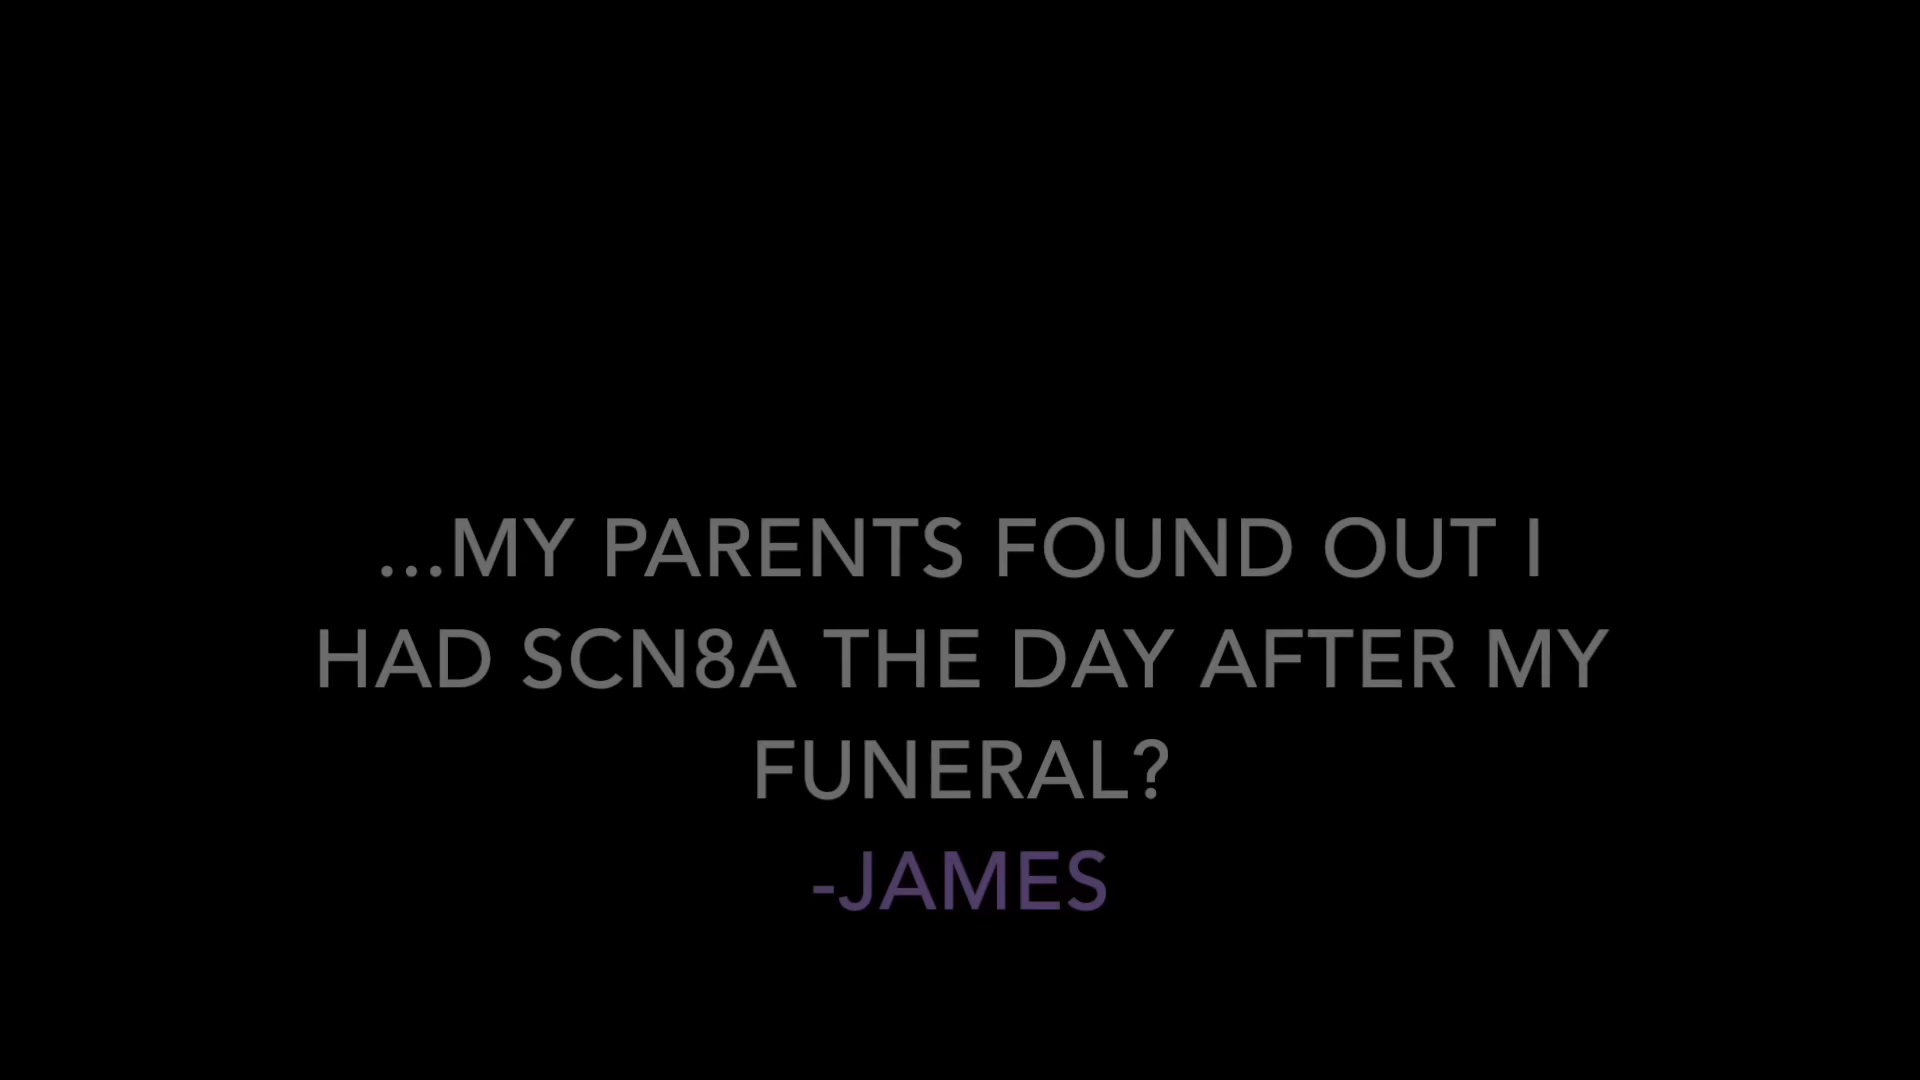 ...MY PARENTS FOUND OUT I
HAD SCN8A THE DAY AFTER MY
FUNERAL?
-JAMES